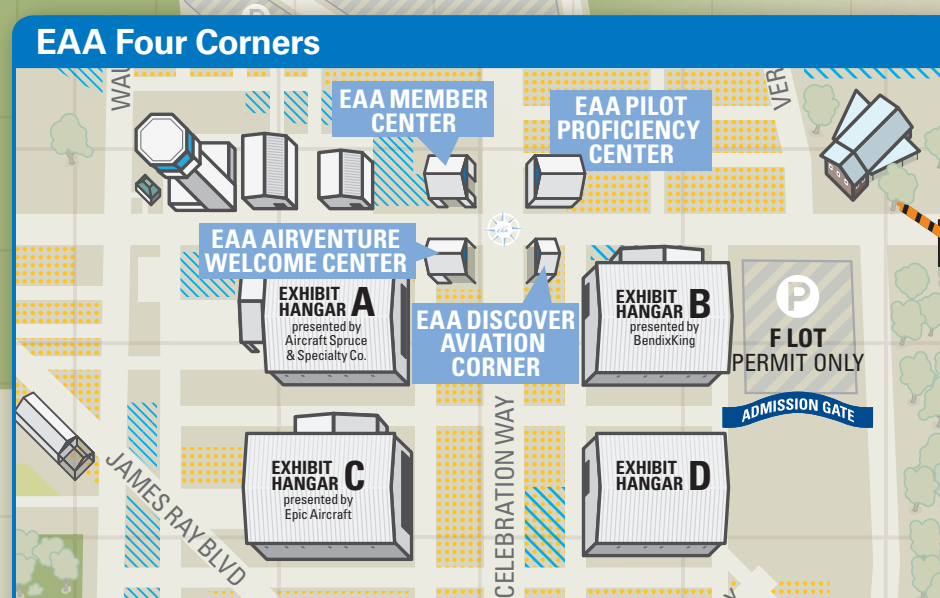 EAA Four Corners
EAA MEMBER
CENTER
EAA PILOT
PROFICIENCY
CENTER
EAA AIRVENTURE
WELCOME CENTER
EXHIBIT
HANGAR A
presented by
Aircraft Spruce
& Specialty Co.
EAA DISCOVER
AVIATION
CORNER
EXHIBIT
HANGAR B
presented by
BendixKing
P
F LOT
PERMIT ONLY
ADMISSION GATE
EXHIBIT
HANGAR C
presented by
Epic Aircraft
EXHIBIT
HANGAR D
JAMES RAY BLVD
CELEBRATION WAY
WAU
VER
P